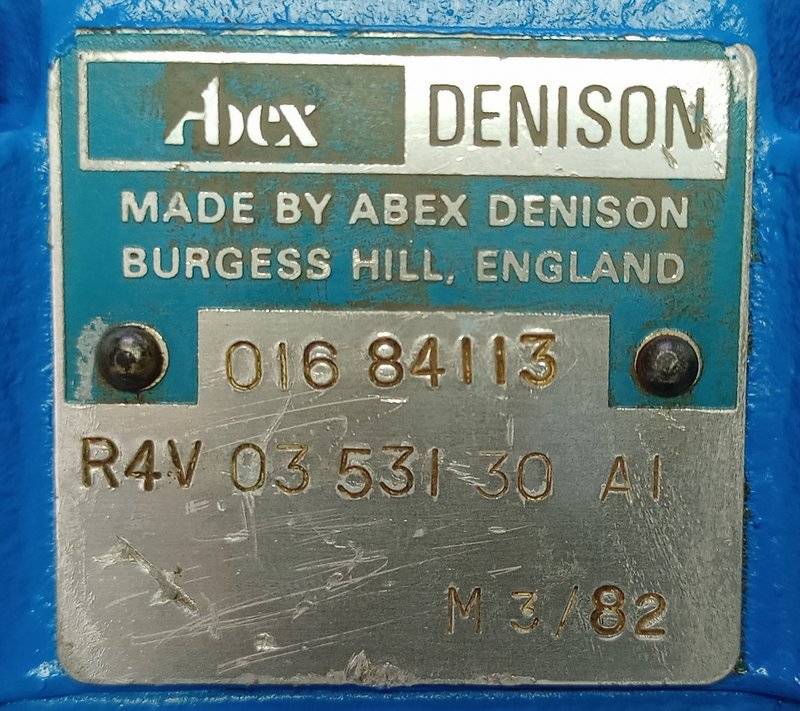 Abex DENISON
MADE BY ABEX DENISON
BURGESS HILL, ENGLAND
016 84113
R4V 03 531 30 A1
M 3/82